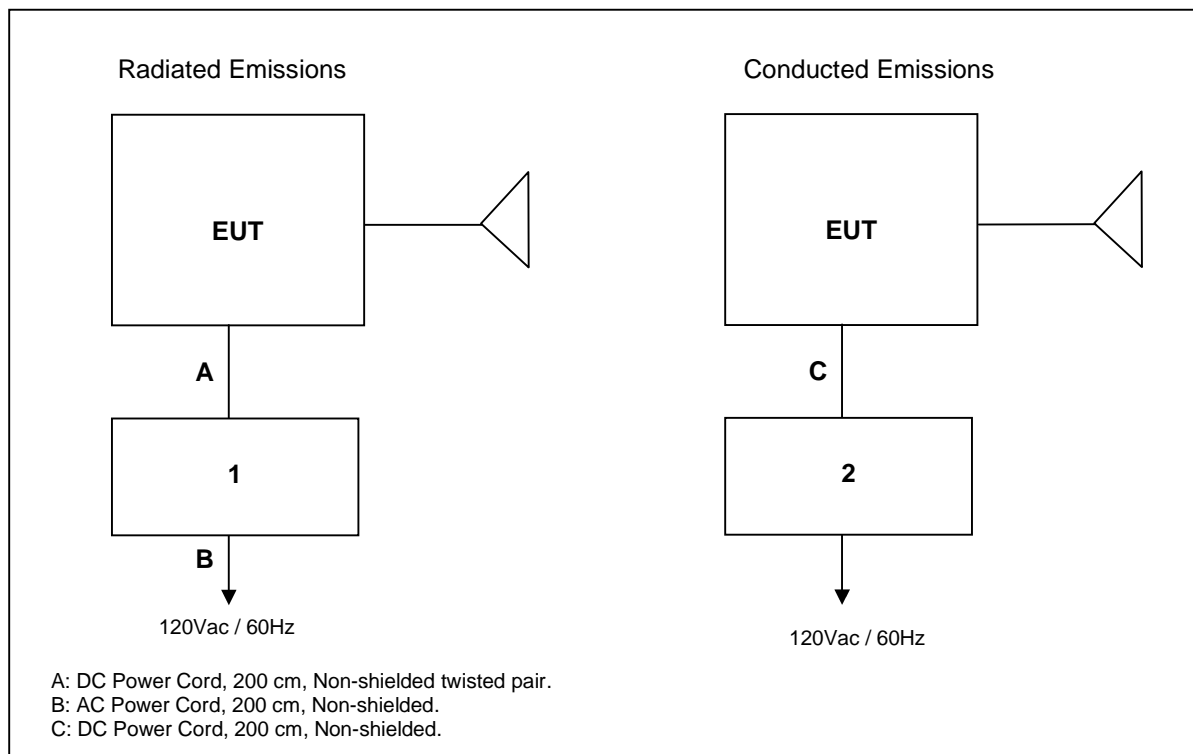 Radiated Emissions
Conducted Emissions
EUT
EUT
A
C
1
2
B
120Vac / 60Hz
120Vac / 60Hz
A: DC Power Cord, 200 cm, Non-shielded twisted pair.
B: AC Power Cord, 200 cm, Non-shielded.
C: DC Power Cord, 200 cm, Non-shielded.